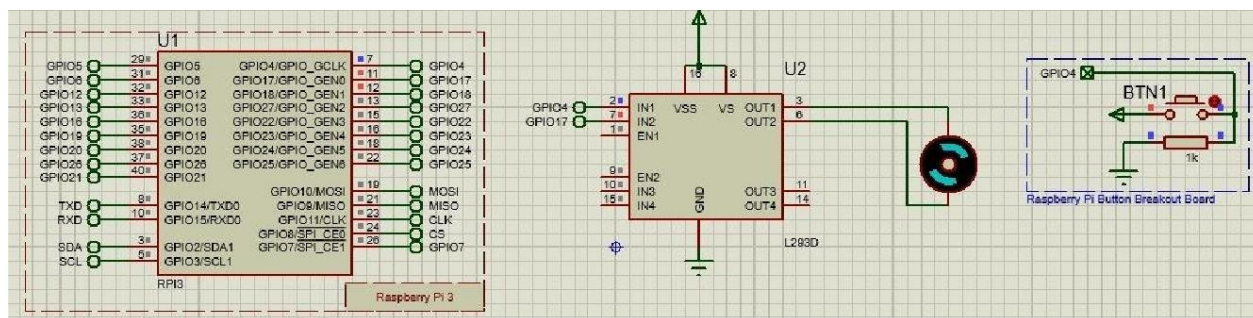 U1
GPIO5 29 GPIO5 GPIO4/GPIO_GCLK 7 GPIO4
GPIO6 31 GPIO6 GPIO17/GPIO_GEN0 11 GPIO17
GPIO12 32 GPIO12 GPIO18/GPIO_GEN1 12 GPIO18
GPIO13 33 GPIO13 GPIO27/GPIO_GEN2 13 GPIO27
GPIO16 36 GPIO16 GPIO22/GPIO_GEN3 15 GPIO22
GPIO19 35 GPIO19 GPIO23/GPIO_GEN4 16 GPIO23
GPIO20 38 GPIO20 GPIO24/GPIO_GEN5 18 GPIO24
GPIO26 37 GPIO26 GPIO25/GPIO_GEN6 22 GPIO25
GPIO21 40 GPIO21
GPIO10/MOSI 19 MOSI
TXD 8 GPIO14/TXD0 GPIO9/MISO 21 MISO
RXD 10 GPIO15/RXD0 GPIO11/CLK 23 CLK
GPIO8/SPI_CE0 24 CS
SDA 3 GPIO2/SDA1 GPIO7/SPI_CE1 26 GPIO7
SCL 5 GPIO3/SCL1
RPI3
Raspberry Pi 3
16 8 U2
GPIO4 2 IN1 VSS VS OUT1 3
GPIO17 7 IN2 OUT2 6
1 EN1
9 EN2
10 IN3 OUT3 11
15 IN4 GND OUT4 14
L293D
GPIO4
BTN1
1k
Raspberry Pi Button Breakout Board